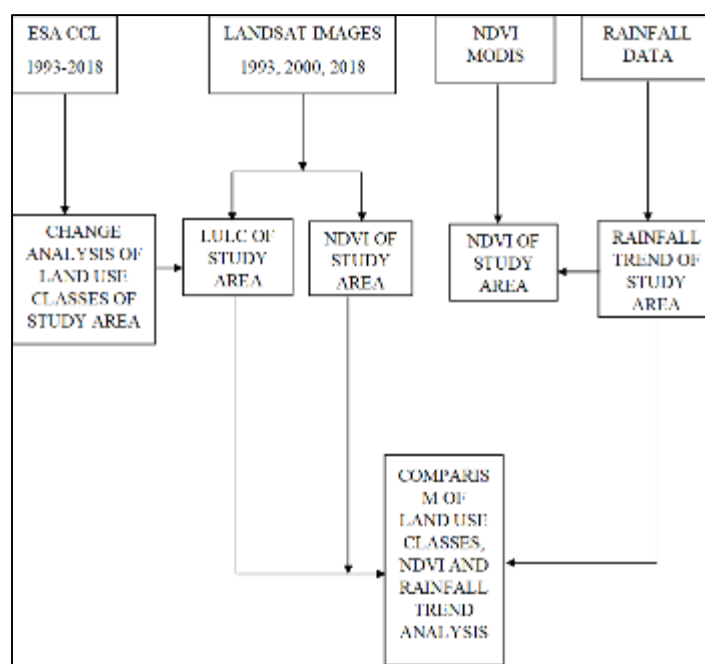 ESA CCL
1993-2018
LANDSAT IMAGES
1993, 2000, 2018
NDVI
MODIS
RAINFALL
DATA
CHANGE
ANALYSIS OF
LAND USE
CLASSES OF
STUDY AREA
LULC OF
STUDY
AREA
NDVI OF
STUDY
AREA
NDVI OF
STUDY
AREA
RAINFALL
TREND OF
STUDY
AREA
COMPARIS
M OF
LAND USE
CLASSES,
NDVI AND
RAINFALL
TREND
ANALYSIS